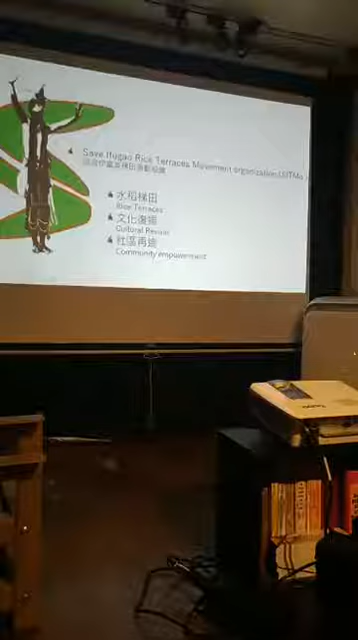 Save Ifugao Rice Terraces Movement organization (SITMo)
水稻梯田
Rice Terraces
文化復振
Cultural Revival
社區再造
Community empowerment